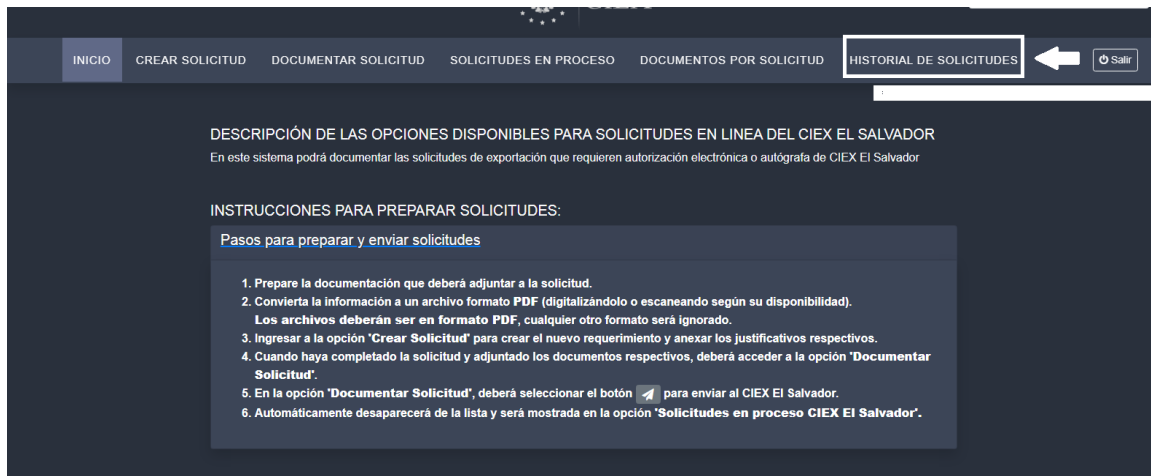 INICIO CREAR SOLICITUD DOCUMENTAR SOLICITUD SOLICITUDES EN PROCESO DOCUMENTOS POR SOLICITUD HISTORIAL DE SOLICITUDES Salir
DESCRIPCIÓN DE LAS OPCIONES DISPONIBLES PARA SOLICITUDES EN LINEA DEL CIEX EL SALVADOR
En este sistema podrá documentar las solicitudes de exportación que requieren autorización electrónica o autógrafa de CIEX El Salvador
INSTRUCCIONES PARA PREPARAR SOLICITUDES:
Pasos para preparar y enviar solicitudes
1. Prepare la documentación que deberá adjuntar a la solicitud.
2. Convierta la información a un archivo formato PDF (digitalizándolo o escaneando según su disponibilidad).
Los archivos deberán ser en formato PDF, cualquier otro formato será ignorado.
3. Ingresar a la opción 'Crear Solicitud' para crear el nuevo requerimiento y anexar los justificativos respectivos.
4. Cuando haya completado la solicitud y adjuntado los documentos respectivos, deberá acceder a la opción 'Documentar
Solicitud'.
5. En la opción 'Documentar Solicitud', deberá seleccionar el botón para enviar al CIEX El Salvador.
6. Automáticamente desaparecerá de la lista y será mostrada en la opción 'Solicitudes en proceso CIEX El Salvador'.